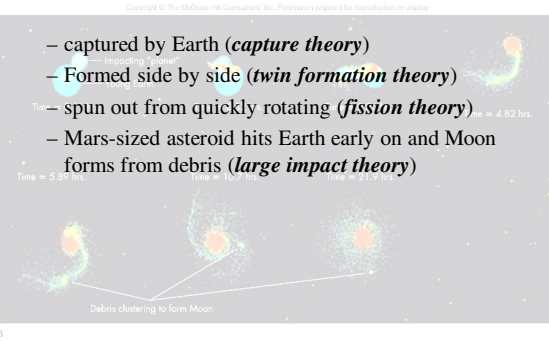 Copyright © The McGraw-Hill Companies, Inc. Permission required for reproduction or display.
– captured by Earth (capture theory)
Impacting "planet"
– Formed side by side (twin formation theory)
Young Earth
– spun out from quickly rotating (fission theory)
Time = 4.82 hrs.
– Mars-sized asteroid hits Earth early on and Moon
forms from debris (large impact theory)
Time = 5.89 hrs.
Time = 10.7 hrs.
Time = 21.9 hrs.
Debris clustering to form Moon